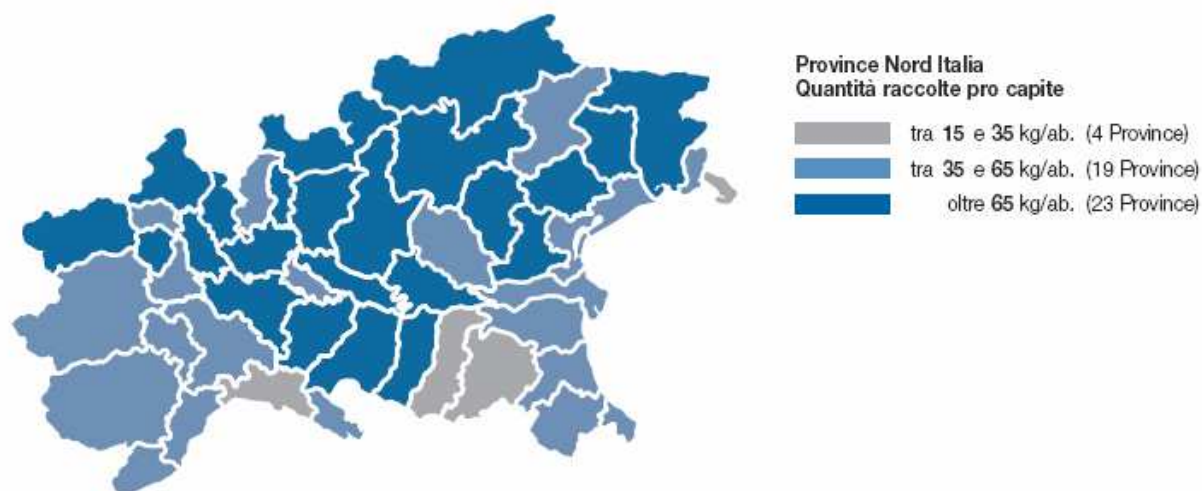 Province Nord Italia
Quantità raccolte pro capite
tra 15 e 35 kg/ab. (4 Province)
tra 35 e 65 kg/ab. (19 Province)
oltre 65 kg/ab. (23 Province)